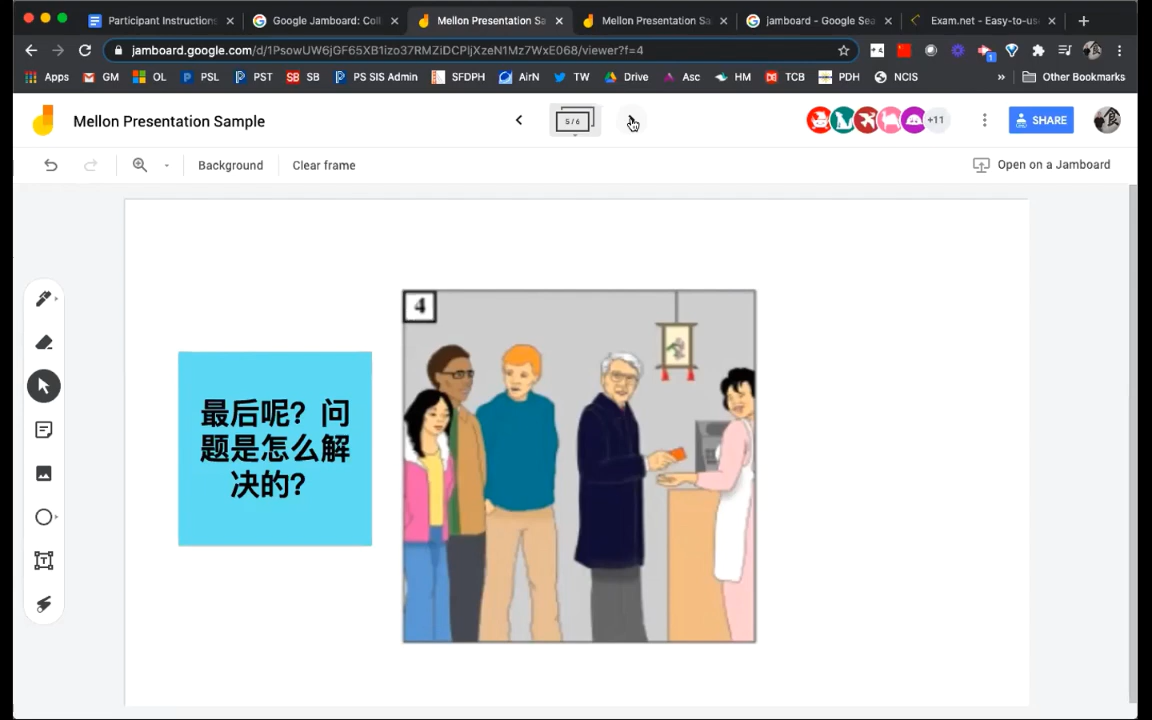 Participant Instructions
Google Jamboard: Coll
Mellon Presentation Sa
Mellon Presentation Sa
jamboard - Google Sea
Exam.net - Easy-to-us
jamboard.google.com/d/1PsowUW6jGF65XB1izo37RMZiDCPljXzeN1Mz7WxE068/viewer?f=4
Apps GM OL PSL PST SB PS SIS Admin SFDPH AirN TW Drive Asc HM TCB PDH NCIS » Other Bookmarks
Mellon Presentation Sample
5/6
+11
SHARE
Background
Clear frame
Open on a Jamboard
4
最后呢？问
题是怎么解
决的？